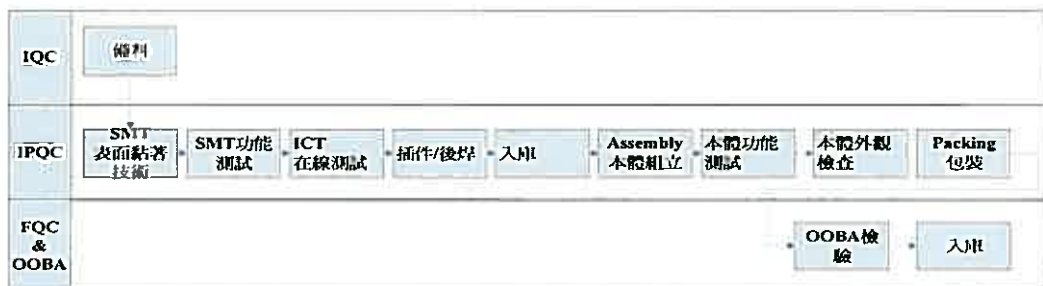 IQC
備料
IPQC
SMT
表面黏著
技術
SMT功能
測試
ICT
在線測試
插件/後焊
入庫
Assembly
本體組立
本體功能
測試
本體外觀
檢查
Packing
包裝
FQC
&
OOBA
OOBA檢
驗
入庫